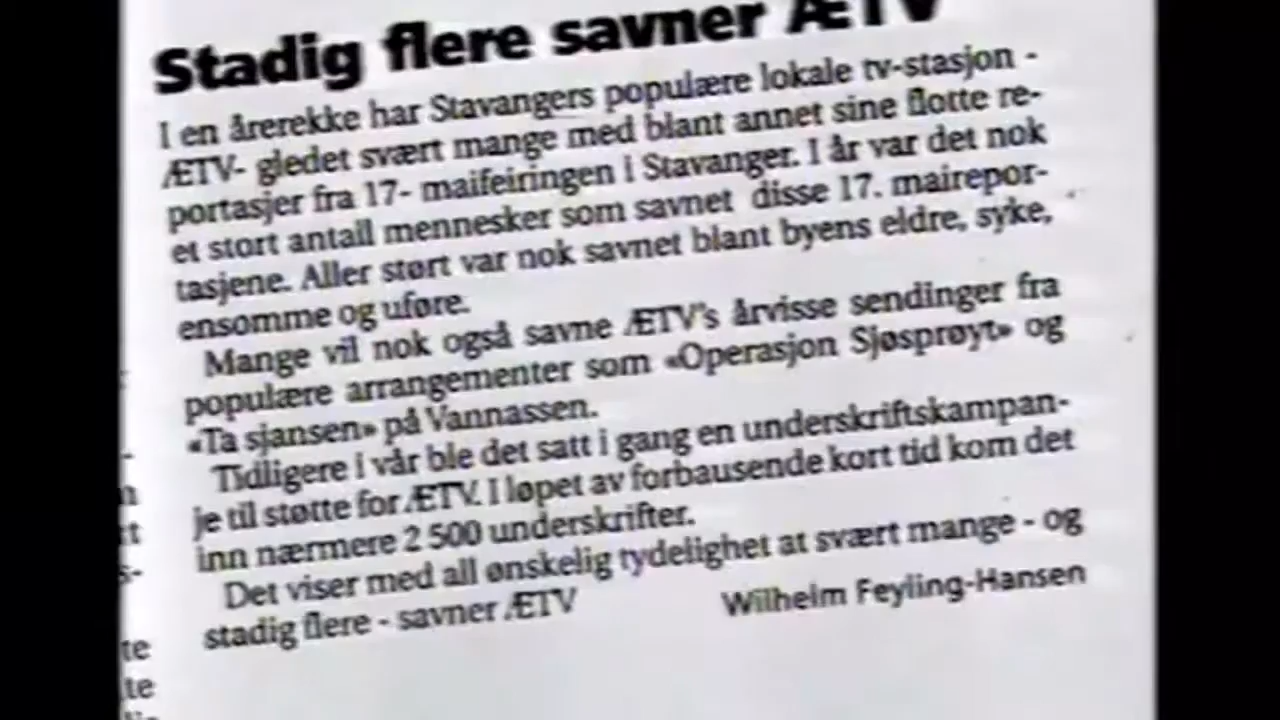 Stadig flere savner ÆTV
I en årerekke har Stavangers populære lokale tv-stasjon -
ÆTV- gledet svært mange med blant annet sine flotte re-
portasjer fra 17- maifeiringen i Stavanger. I år var det nok
et stort antall mennesker som savnet disse 17. mairepor-
tasjene. Aller størt var nok savnet blant byens eldre, syke,
ensomme og uføre.
Mange vil nok også savne ÆTV's årvisse sendinger fra
populære arrangementer som «Operasjon Sjøsprøyt» og
«Ta sjansen» på Vannassen.
Tidligere i vår ble det satt i gang en underskriftskampan-
je til støtte for ÆTV. I løpet av forbausende kort tid kom det
inn nærmere 2 500 underskrifter.
Det viser med all ønskelig tydelighet at svært mange - og
stadig flere - savner ÆTV
Wilhelm Feyling-Hansen
te
te